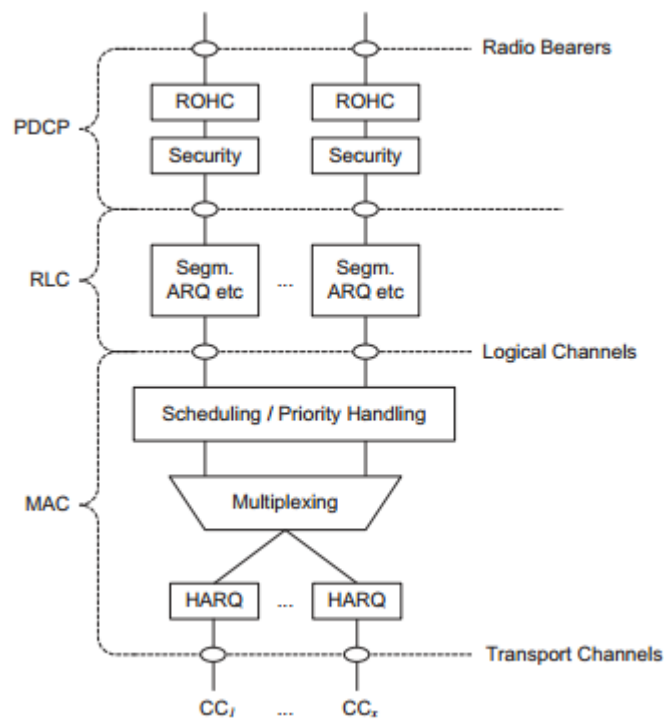 Radio Bearers
ROHC ROHC
PDCP
Security Security
Segm. ARQ etc ... Segm. ARQ etc
RLC
Logical Channels
Scheduling / Priority Handling
Multiplexing
MAC
HARQ ... HARQ
Transport Channels
CC1 ... CCx